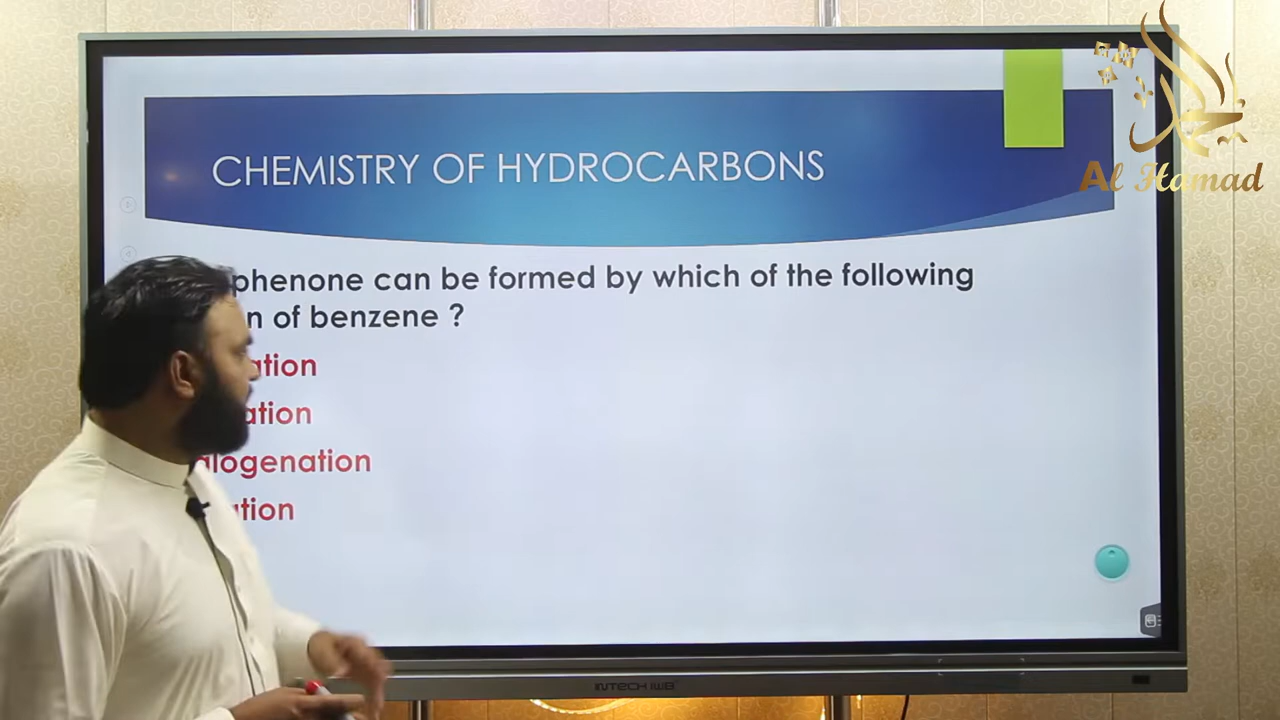 CHEMISTRY OF HYDROCARBONS
Al Hamad
phenone can be formed by which of the following
n of benzene ?
ation
ation
alogenation
ation
INTECH IWB